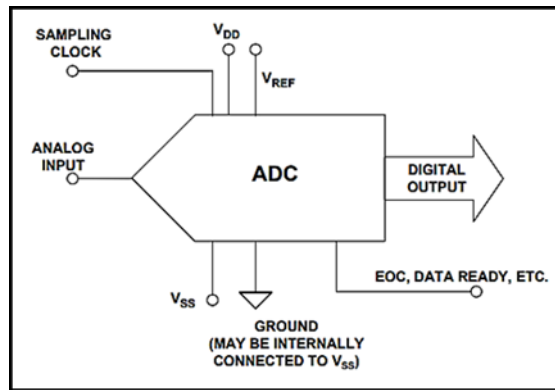 SAMPLING
CLOCK
VDD
VREF
ANALOG
INPUT
ADC
DIGITAL
OUTPUT
EOC, DATA READY, ETC.
VSS
GROUND
(MAY BE INTERNALLY
CONNECTED TO VSS)